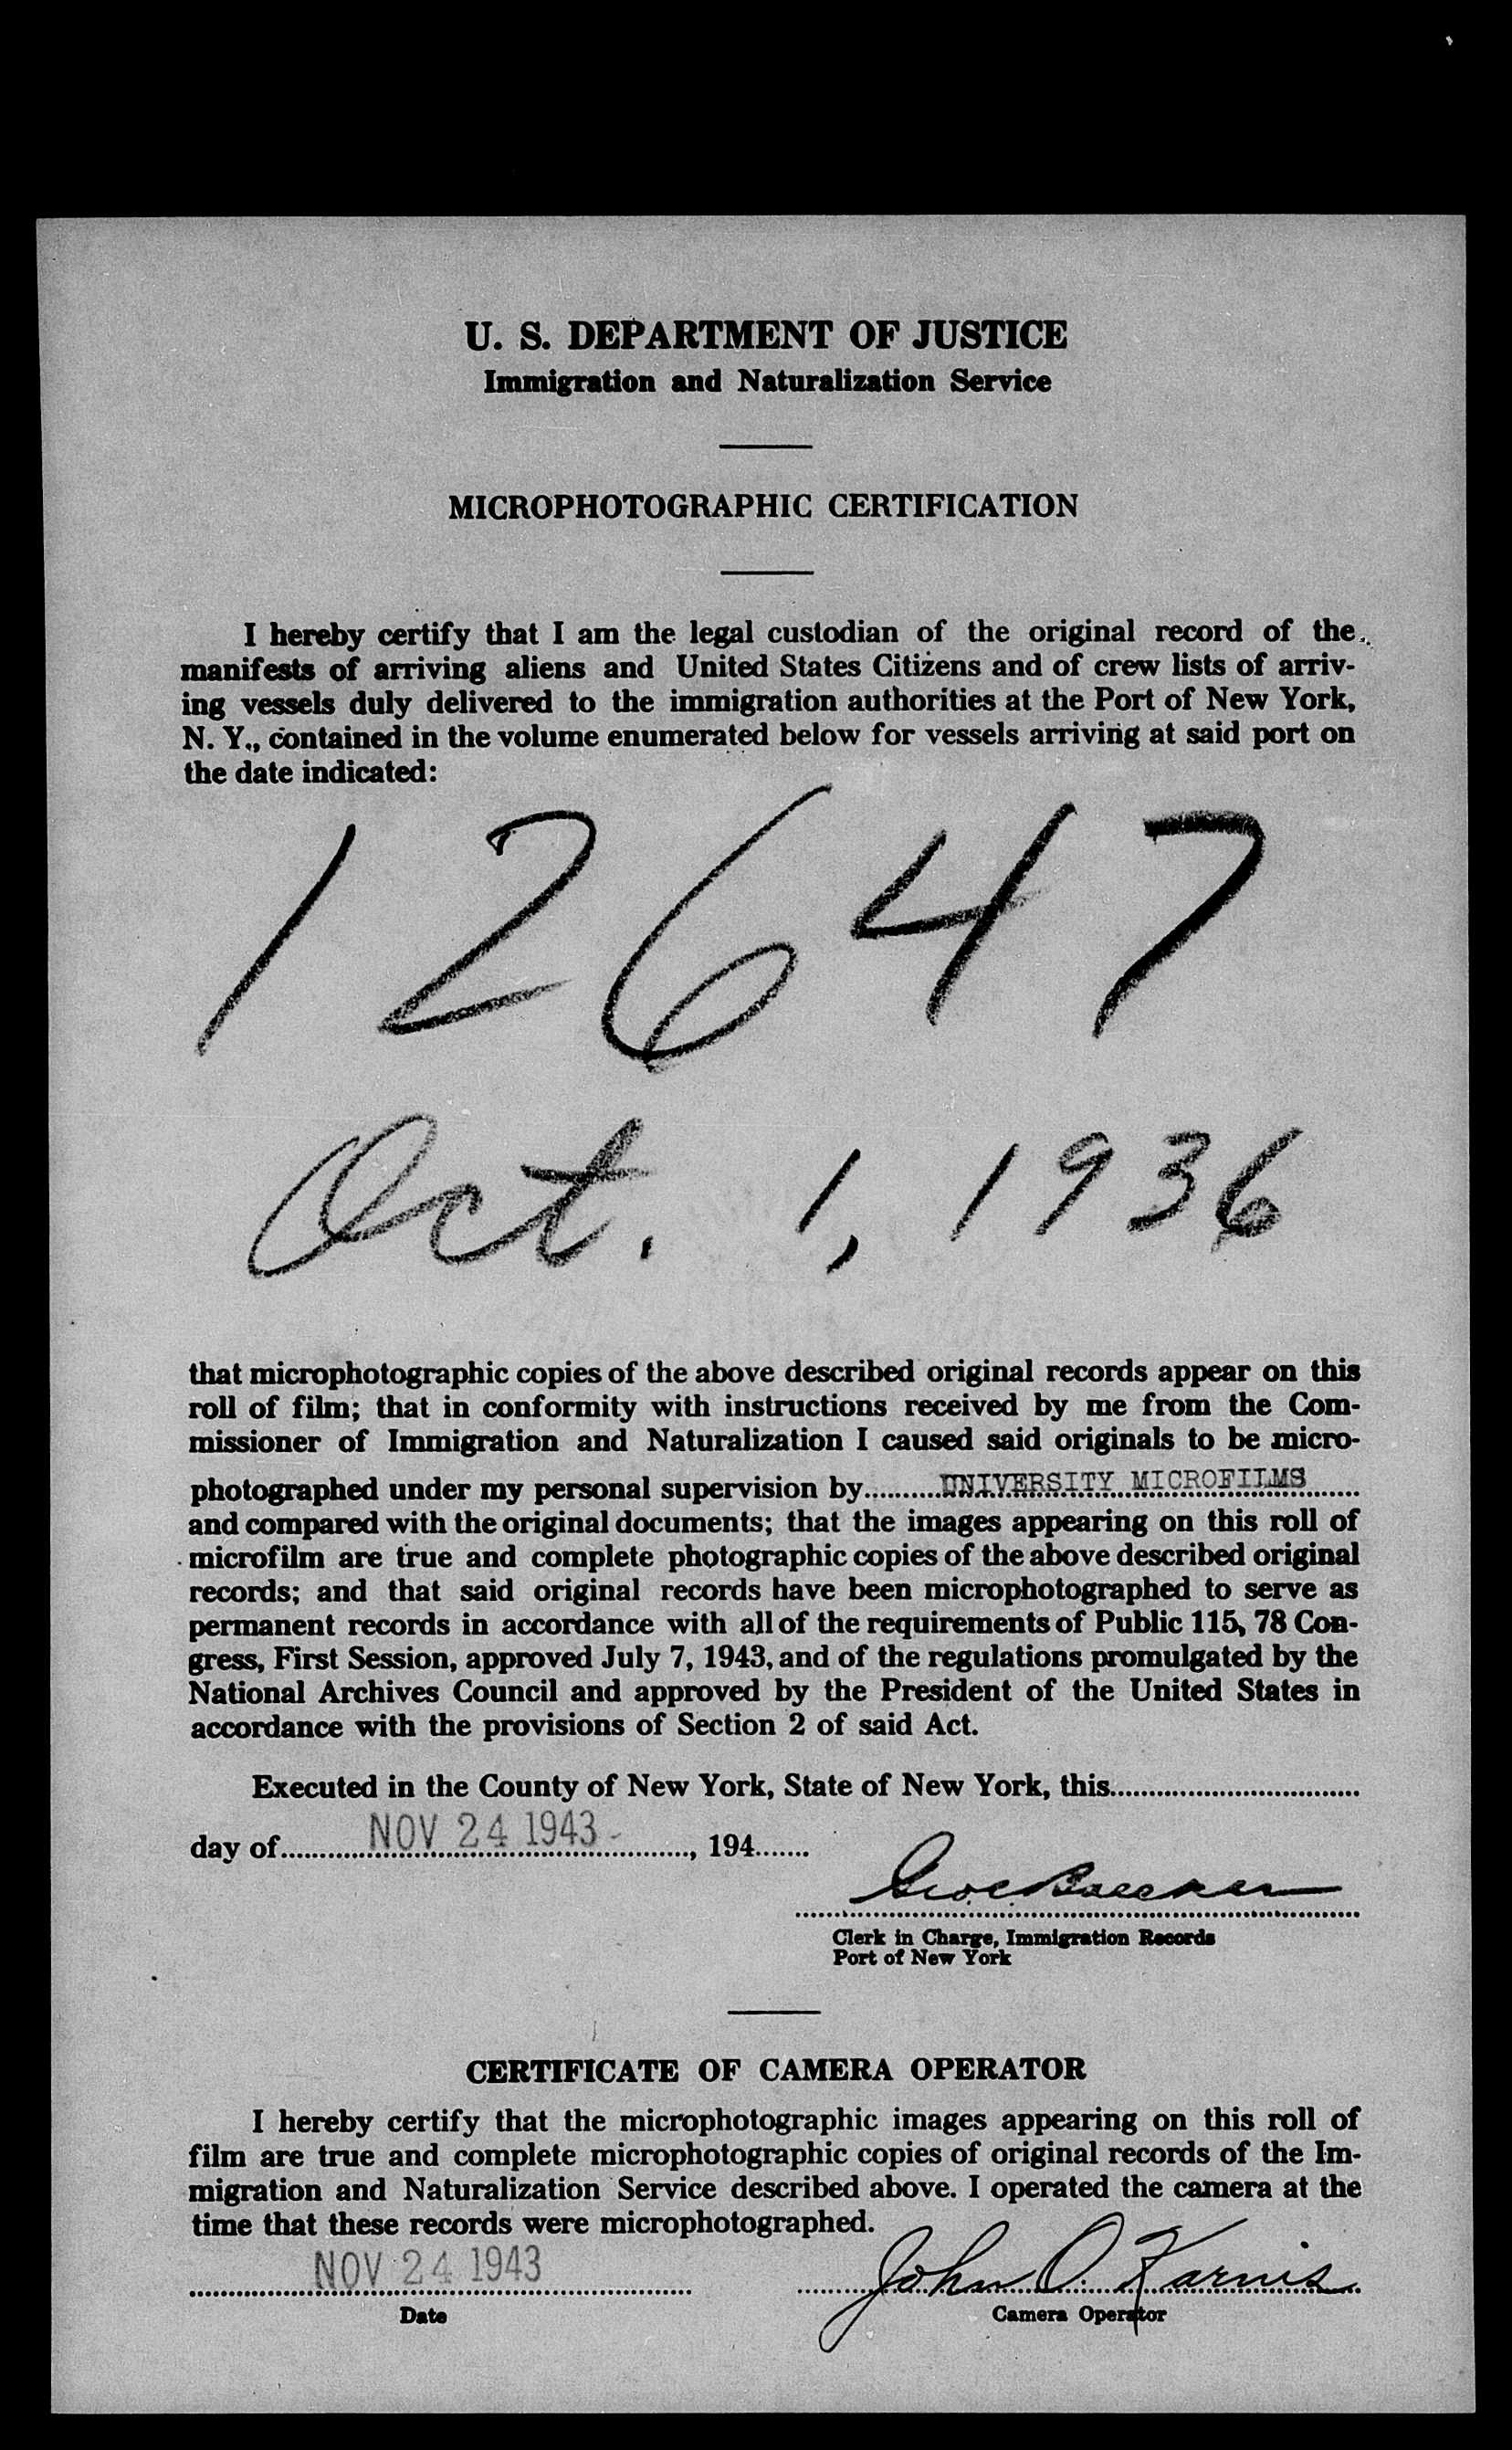 U. S. DEPARTMENT OF JUSTICE
Immigration and Naturalization Service
MICROPHOTOGRAPHIC CERTIFICATION
I hereby certify that I am the legal custodian of the original record of the
manifests of arriving aliens and United States Citizens and of crew lists of arriv-
ing vessels duly delivered to the immigration authorities at the Port of New York,
N. Y., contained in the volume enumerated below for vessels arriving at said port on
the date indicated:
12647
Oct. 1, 1936
that microphotographic copies of the above described original records appear on this
roll of film; that in conformity with instructions received by me from the Com-
missioner of Immigration and Naturalization I caused said originals to be micro-
photographed under my personal supervision by UNIVERSITY MICROFILMS
and compared with the original documents; that the images appearing on this roll of
microfilm are true and complete photographic copies of the above described original
records; and that said original records have been microphotographed to serve as
permanent records in accordance with all of the requirements of Public 115, 78 Con-
gress, First Session, approved July 7, 1943, and of the regulations promulgated by the
National Archives Council and approved by the President of the United States in
accordance with the provisions of Section 2 of said Act.
Executed in the County of New York, State of New York, this
day of NOV 24 1943, 194
Clerk in Charge, Immigration Records
Port of New York
CERTIFICATE OF CAMERA OPERATOR
I hereby certify that the microphotographic images appearing on this roll of
film are true and complete microphotographic copies of original records of the Im-
migration and Naturalization Service described above. I operated the camera at the
time that these records were microphotographed.
NOV 24 1943 John O. Karnis
Date Camera Operator